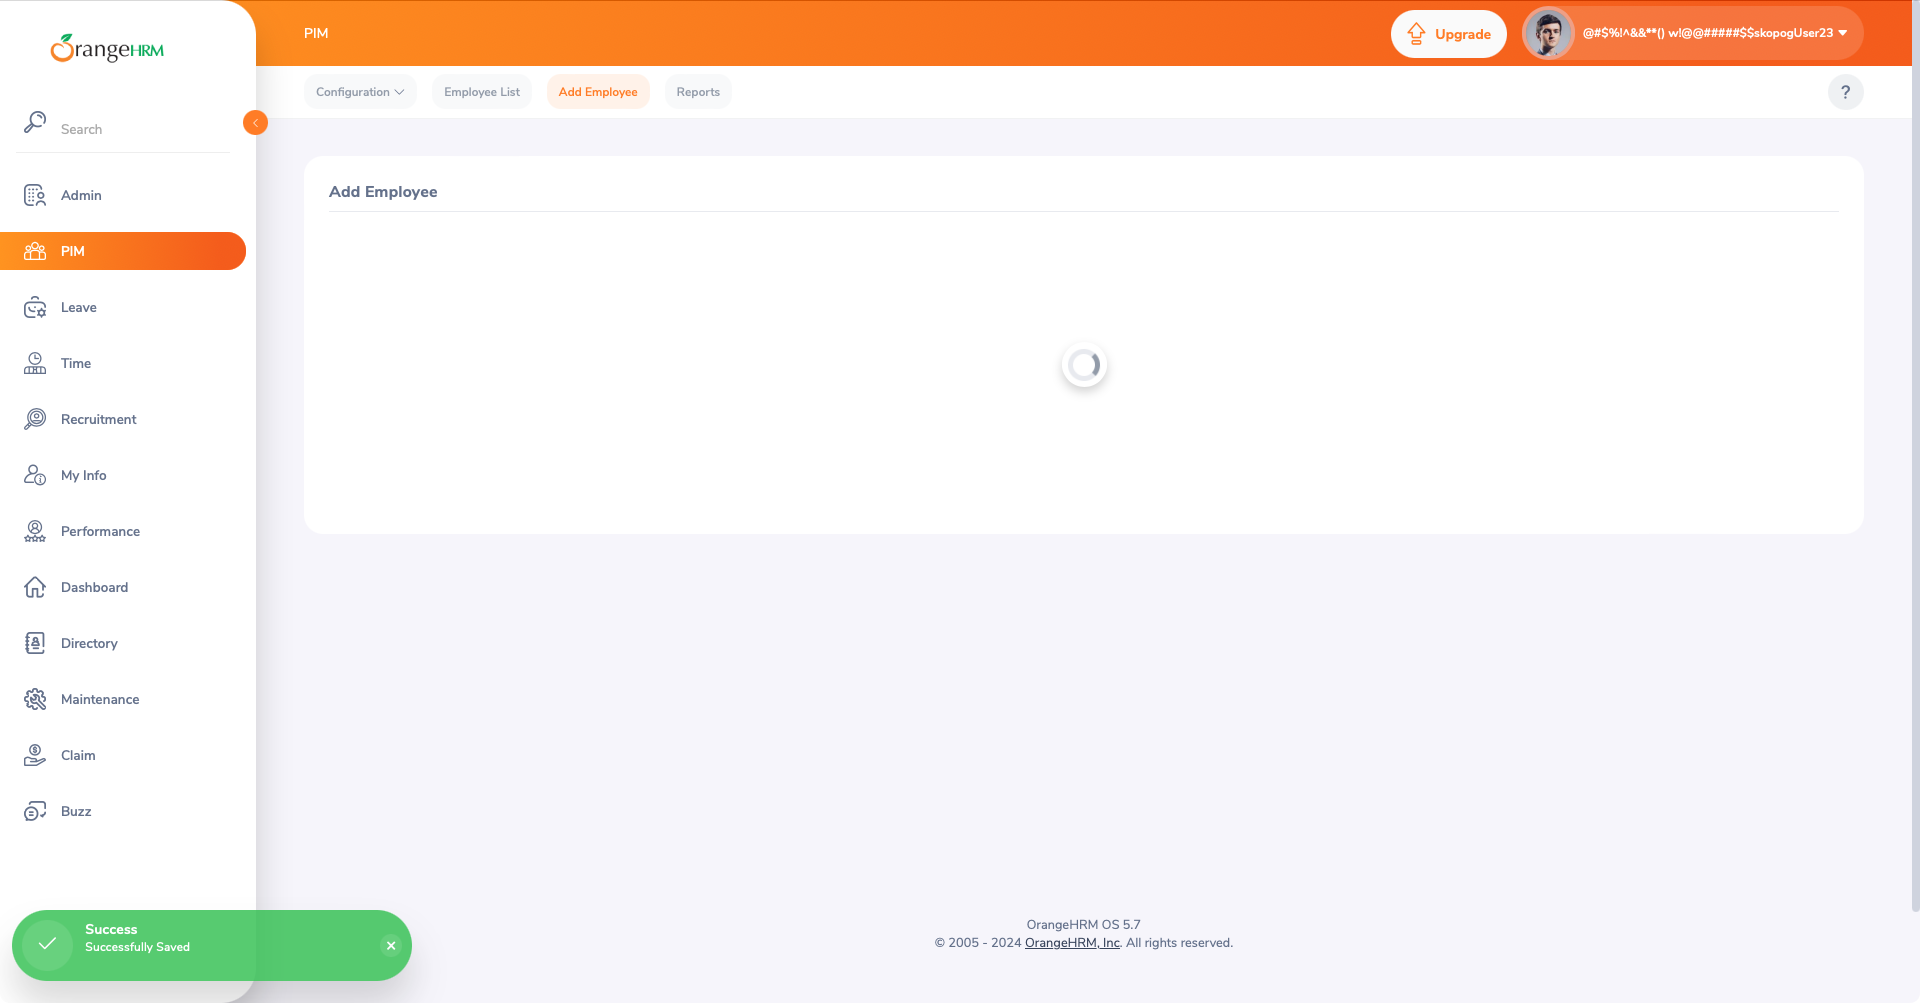 OrangeHRM
PIM
Upgrade
@#$%!^&&**() w!@@#####$$skopogUser23
Configuration
Employee List
Add Employee
Reports
?
Search
Add Employee
Admin
PIM
Leave
Time
Recruitment
My Info
Performance
Dashboard
Directory
Maintenance
Claim
Buzz
Success
Successfully Saved
OrangeHRM OS 5.7
© 2005 - 2024 OrangeHRM, Inc. All rights reserved.